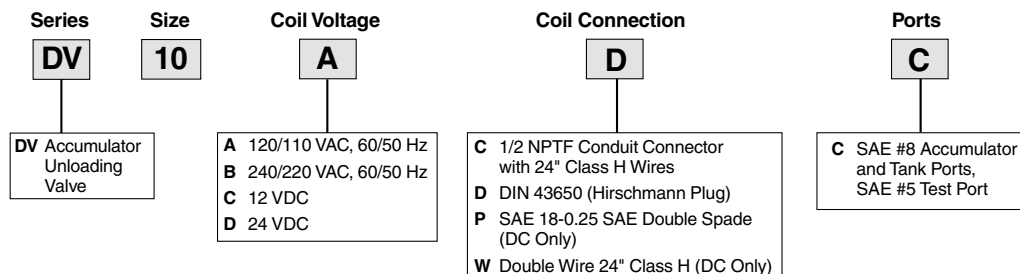 Series Size Coil Voltage Coil Connection Ports
DV 10 A D C
DV Accumulator
Unloading
Valve
A 120/110 VAC, 60/50 Hz
B 240/220 VAC, 60/50 Hz
C 12 VDC
D 24 VDC
C 1/2 NPTF Conduit Connector
with 24" Class H Wires
D DIN 43650 (Hirschmann Plug)
P SAE 18-0.25 SAE Double Spade
(DC Only)
W Double Wire 24" Class H (DC Only)
C SAE #8 Accumulator
and Tank Ports,
SAE #5 Test Port